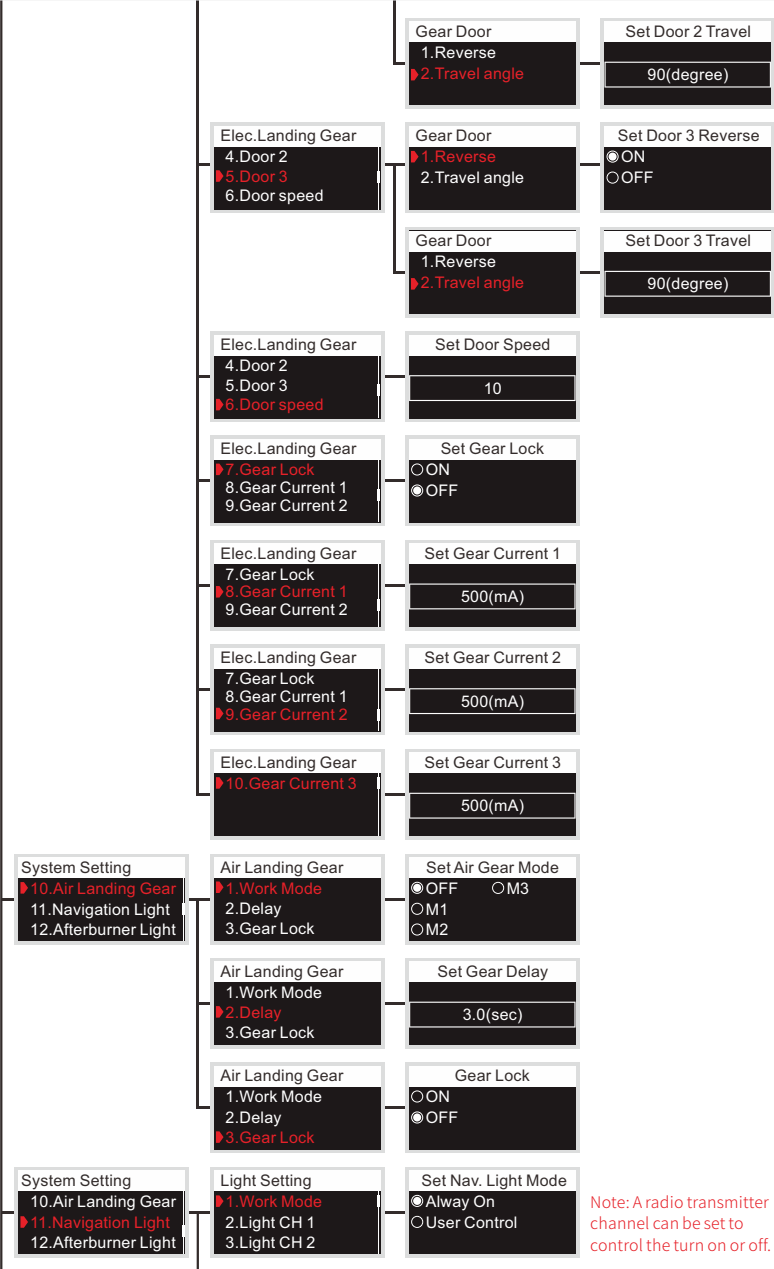 Gear Door
1.Reverse
2.Travel angle
Set Door 2 Travel
90(degree)
Elec.Landing Gear
4.Door 2
5.Door 3
6.Door speed
Gear Door
1.Reverse
2.Travel angle
Set Door 3 Reverse
ON
OFF
Gear Door
1.Reverse
2.Travel angle
Set Door 3 Travel
90(degree)
Elec.Landing Gear
4.Door 2
5.Door 3
6.Door speed
Set Door Speed
10
Elec.Landing Gear
7.Gear Lock
8.Gear Current 1
9.Gear Current 2
Set Gear Lock
ON
OFF
Elec.Landing Gear
7.Gear Lock
8.Gear Current 1
9.Gear Current 2
Set Gear Current 1
500(mA)
Elec.Landing Gear
7.Gear Lock
8.Gear Current 1
9.Gear Current 2
Set Gear Current 2
500(mA)
Elec.Landing Gear
10.Gear Current 3
Set Gear Current 3
500(mA)
System Setting
10.Air Landing Gear
11.Navigation Light
12.Afterburner Light
Air Landing Gear
1.Work Mode
2.Delay
3.Gear Lock
Set Air Gear Mode
OFF M3
M1
M2
Air Landing Gear
1.Work Mode
2.Delay
3.Gear Lock
Set Gear Delay
3.0(sec)
Air Landing Gear
1.Work Mode
2.Delay
3.Gear Lock
Gear Lock
ON
OFF
System Setting
10.Air Landing Gear
11.Navigation Light
12.Afterburner Light
Light Setting
1.Work Mode
2.Light CH 1
3.Light CH 2
Set Nav. Light Mode
Alway On
User Control
Note: A radio transmitter
channel can be set to
control the turn on or off.